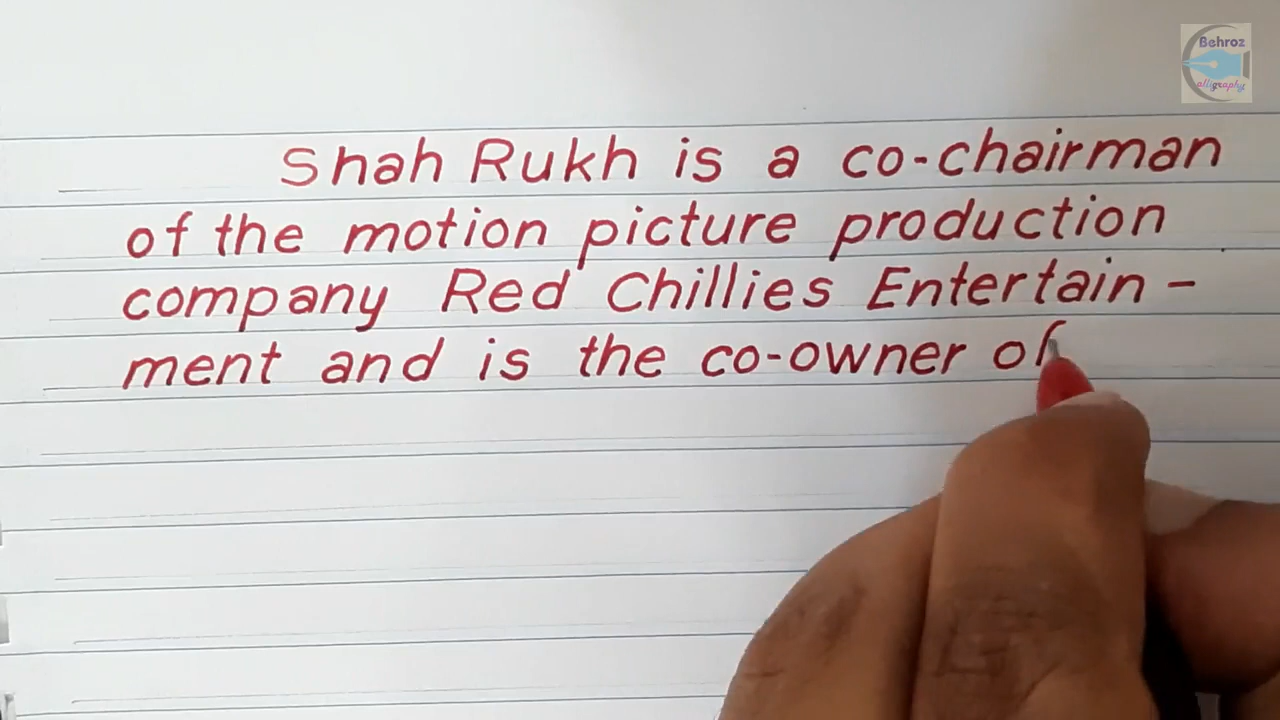 Behroz
alligraphy
Shah Rukh is a co-chairman
of the motion picture production
company Red Chillies Entertain -
ment and is the co-owner of